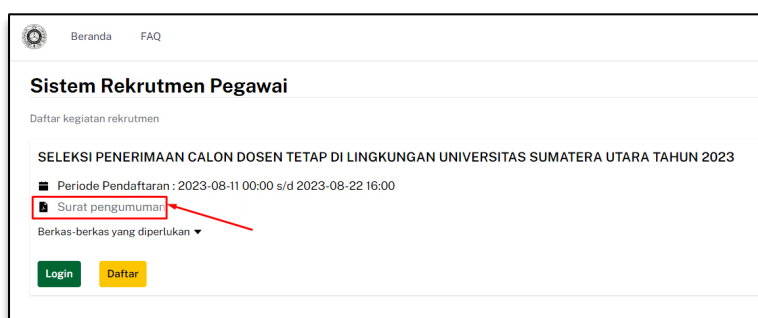 Beranda FAQ
Sistem Rekrutmen Pegawai
Daftar kegiatan rekrutmen
SELEKSI PENERIMAAN CALON DOSEN TETAP DI LINGKUNGAN UNIVERSITAS SUMATERA UTARA TAHUN 2023
Periode Pendaftaran : 2023-08-11 00:00 s/d 2023-08-22 16:00
Surat pengumuman
Berkas-berkas yang diperlukan ▼
Login Daftar